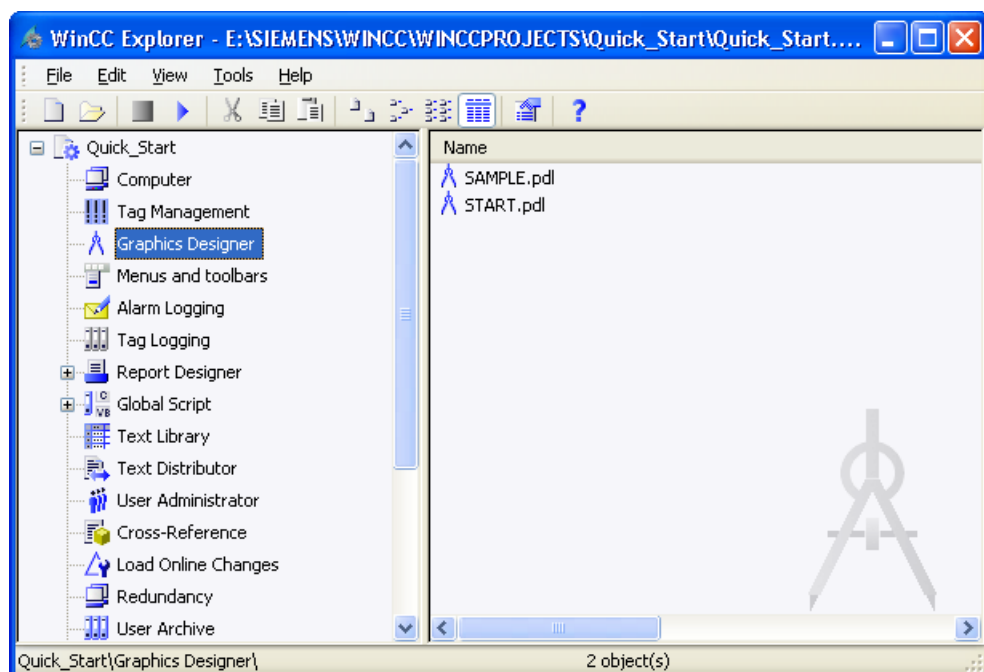 WinCC Explorer - E:\SIEMENS\WINCC\WINCCPROJECTS\Quick_Start\Quick_Start....
File Edit View Tools Help
Quick_Start
Computer
Tag Management
Graphics Designer
Menus and toolbars
Alarm Logging
Tag Logging
Report Designer
Global Script
Text Library
Text Distributor
User Administrator
Cross-Reference
Load Online Changes
Redundancy
User Archive
Name
SAMPLE.pdl
START.pdl
Quick_Start\Graphics Designer\ 2 object(s)